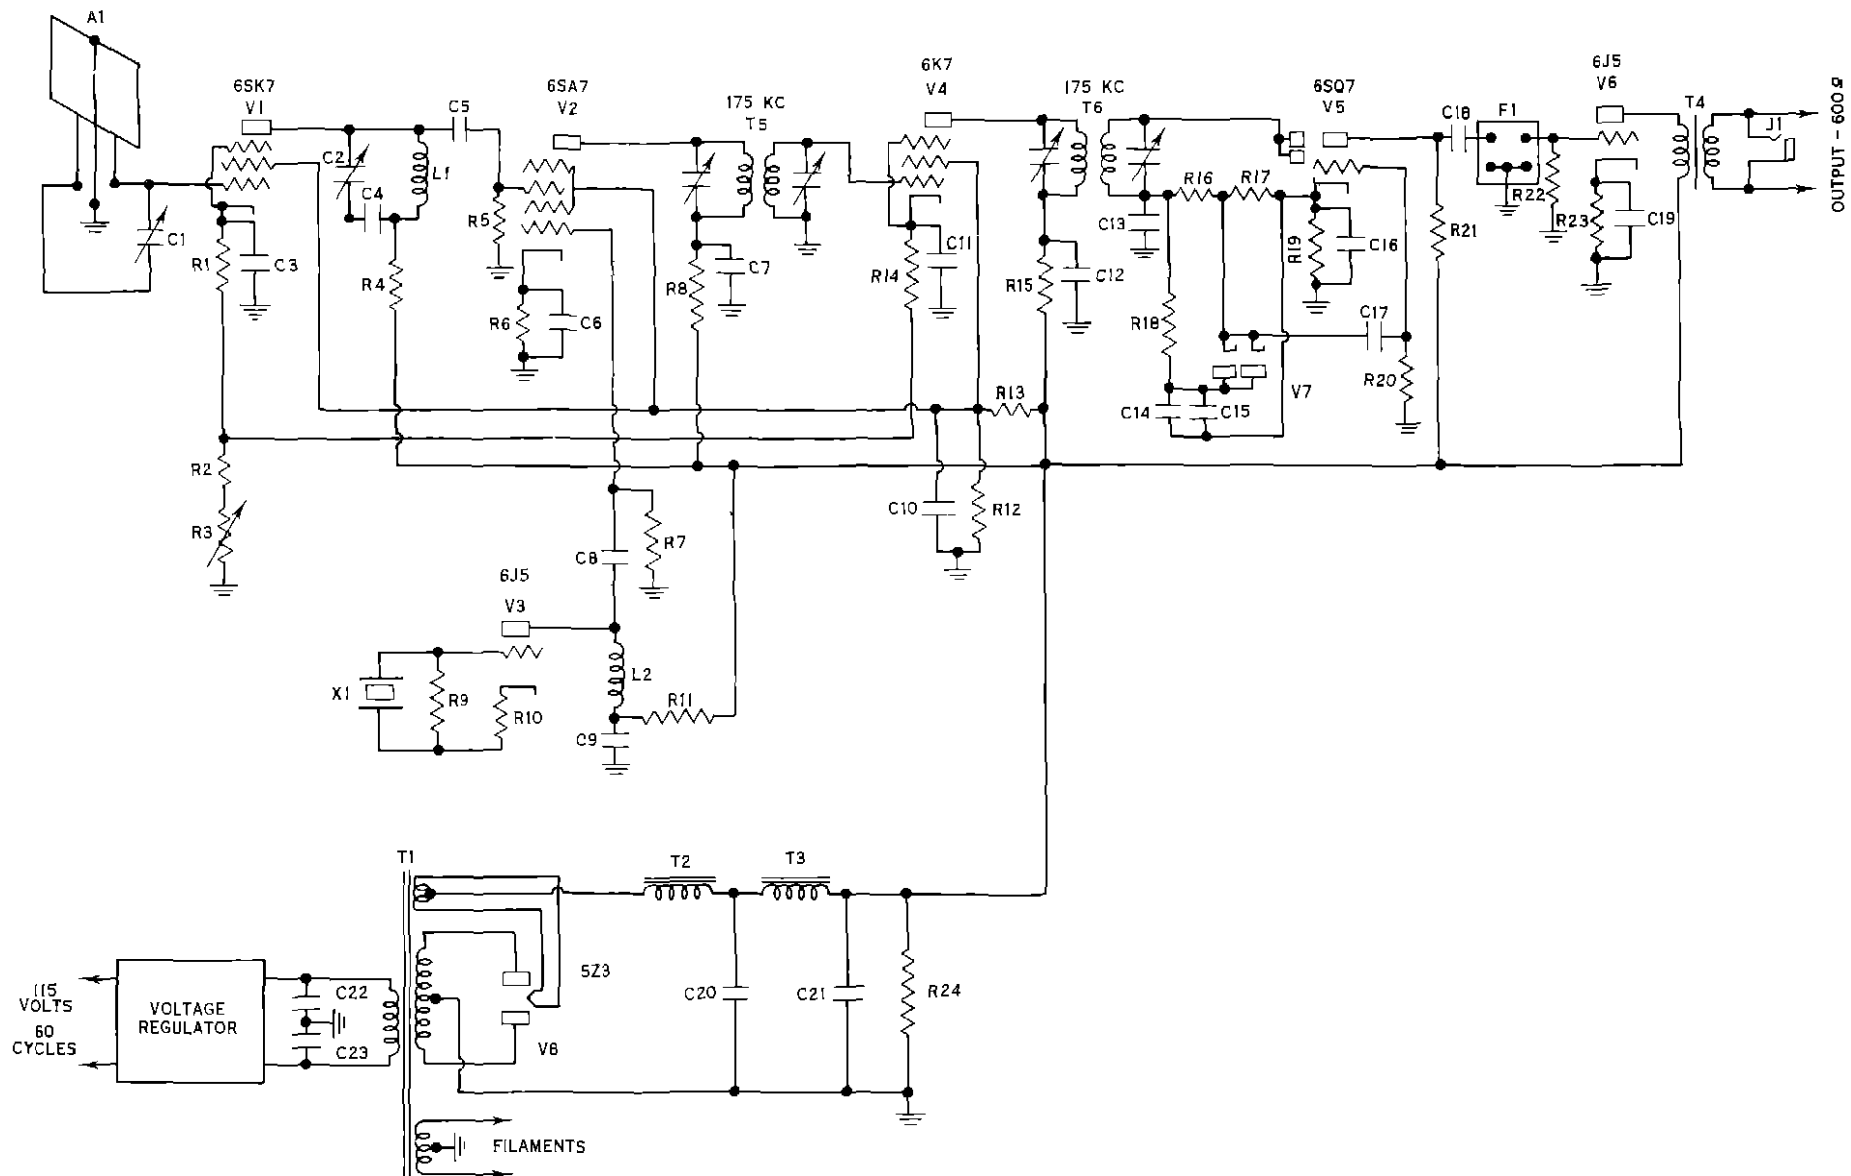 A1
6SK7
V1
C5
6SA7
V2
175 KC
T5
6K7
V4
175 KC
T6
6SQ7
V5
C18
F1
6J5
V6
T4
J1
OUTPUT - 600Ω
C2
L1
C4
C1
R1
C3
R4
R5
R6
C6
R8
C7
R14
C11
R15
C12
C13
R16
R17
R18
R19
C16
C17
R20
R21
R22
R23
C19
V7
C14
C15
R13
R2
R3
C10
R12
C8
R7
6J5
V3
X1
R9
R10
L2
R11
C9
T1
T2
T3
5Z3
V8
C20
C21
R24
115
VOLTS
60
CYCLES
VOLTAGE
REGULATOR
C22
C23
FILAMENTS